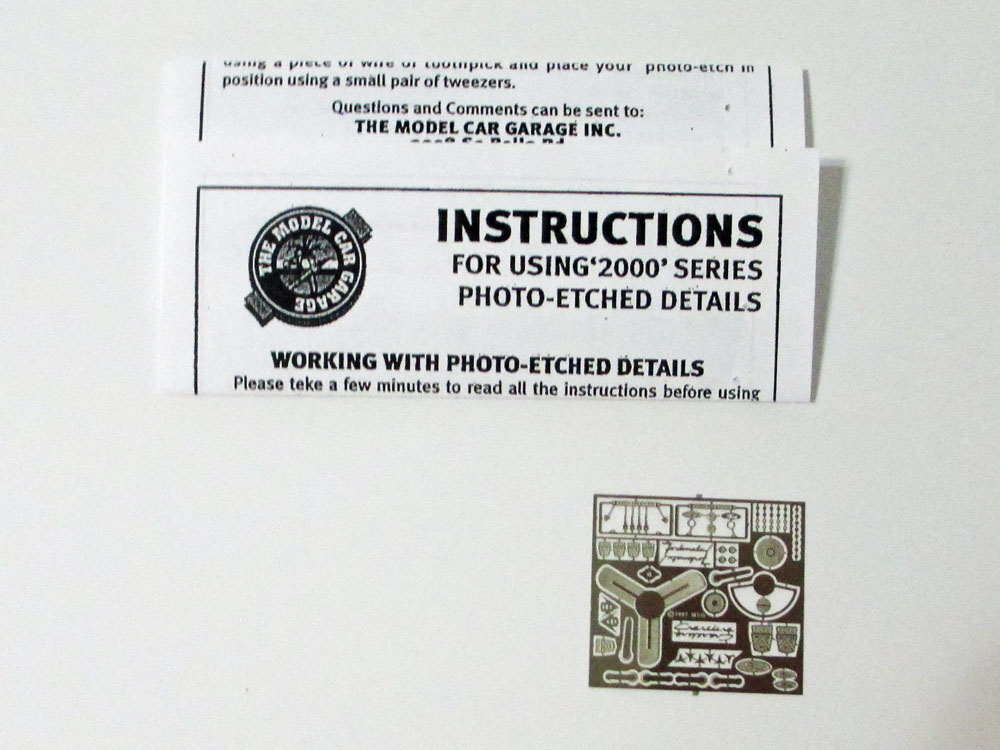 using a piece of wire or toothpick and place your photo-etch in
position using a small pair of tweezers.
Questions and Comments can be sent to:
THE MODEL CAR GARAGE INC.
THE MODEL CAR GARAGE
INSTRUCTIONS
FOR USING‘2000’ SERIES
PHOTO-ETCHED DETAILS
WORKING WITH PHOTO-ETCHED DETAILS
Please teke a few minutes to read all the instructions before using